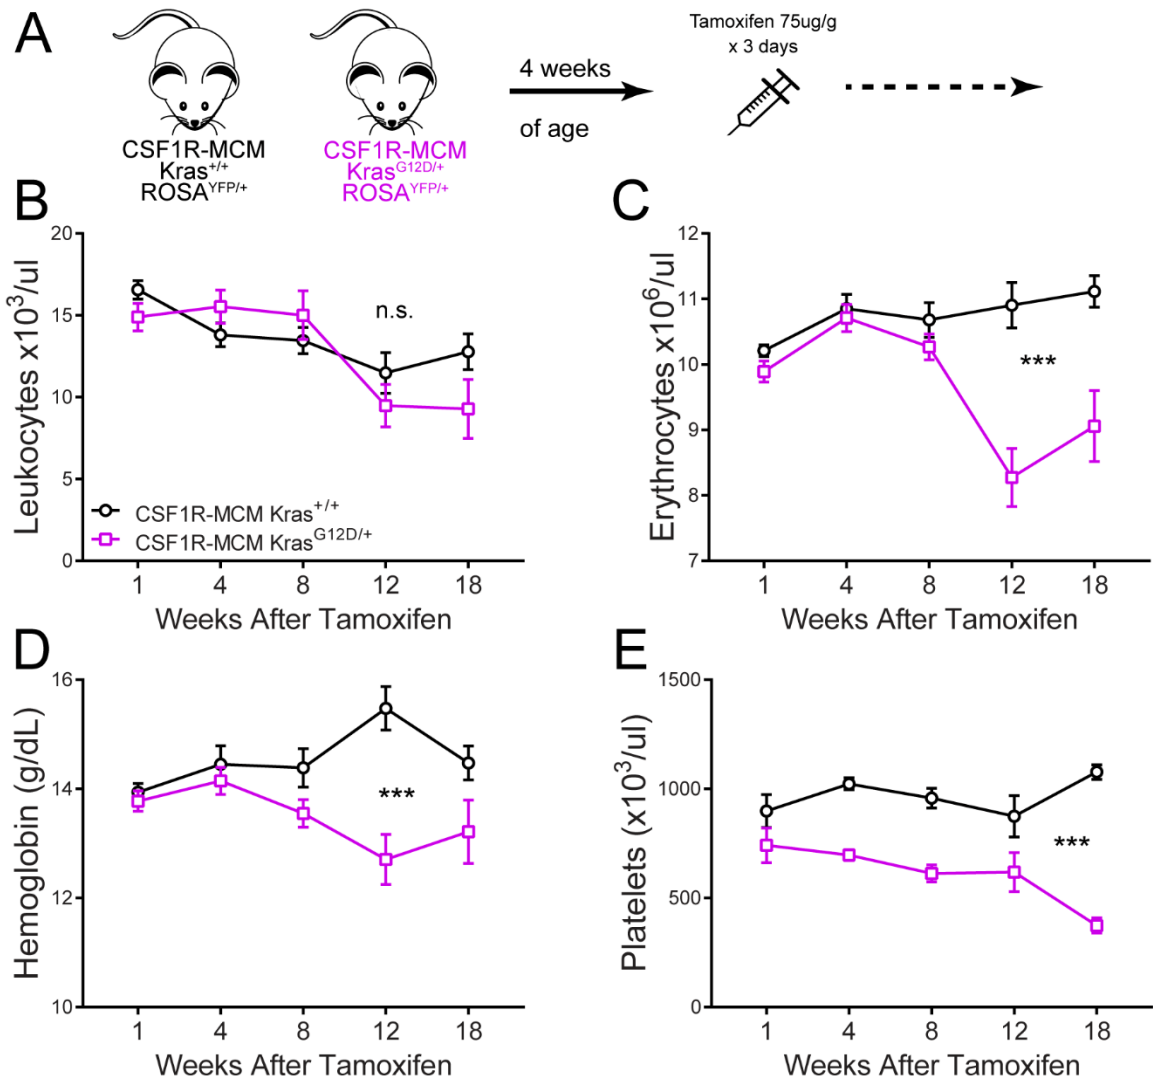 A
Tamoxifen 75ug/g
x 3 days
4 weeks
of age
CSF1R-MCM
Kras+/+
ROSAYFP/+
CSF1R-MCM
KrasG12D/+
ROSAYFP/+
B
Leukocytes x10³/ul
20
15
10
5
0
n.s.
CSF1R-MCM Kras+/+
CSF1R-MCM KrasG12D/+
1 4 8 12 18
Weeks After Tamoxifen
C
Erythrocytes x10⁶/ul
12
11
10
9
8
7
***
1 4 8 12 18
Weeks After Tamoxifen
D
Hemoglobin (g/dL)
16
14
12
10
***
1 4 8 12 18
Weeks After Tamoxifen
E
Platelets (x10³/ul)
1500
1000
500
0
***
1 4 8 12 18
Weeks After Tamoxifen